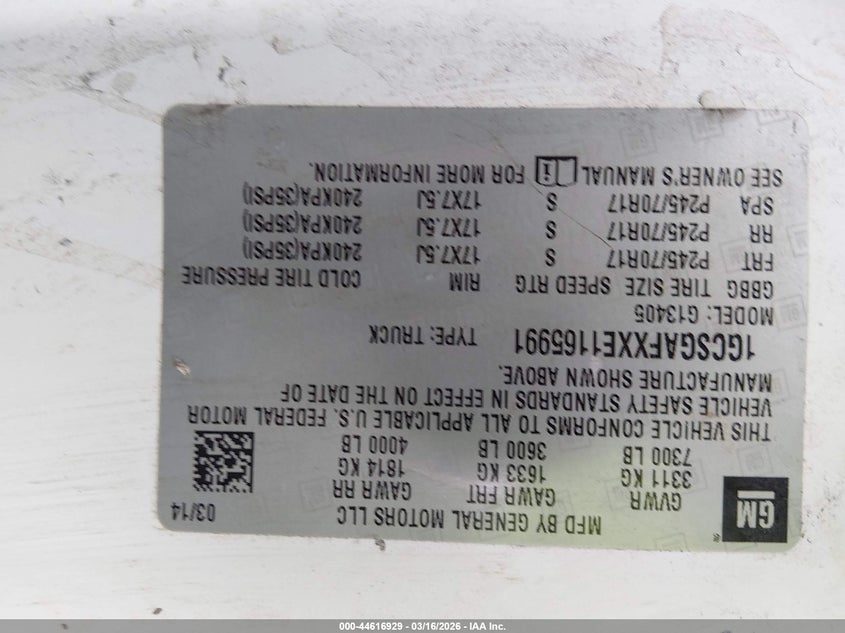 GM
®
MFD BY GENERAL MOTORS LLC 03/14
GVWR GAWR FRT GAWR RR
3311 KG 1633 KG 1814 KG
7300 LB 3600 LB 4000 LB
THIS VEHICLE CONFORMS TO ALL APPLICABLE U.S. FEDERAL MOTOR
VEHICLE SAFETY STANDARDS IN EFFECT ON THE DATE OF
MANUFACTURE SHOWN ABOVE.
1GCSGAFXXE1165991 TYPE: TRUCK
MODEL: G13405
GBBG TIRE SIZE SPEED RTG RIM COLD TIRE PRESSURE
FRT P245/70R17 S 17X7.5J 240KPA(35PSI)
RR P245/70R17 S 17X7.5J 240KPA(35PSI)
SPA P245/70R17 S 17X7.5J 240KPA(35PSI)
SEE OWNER'S MANUAL i FOR MORE INFORMATION.
000-44616929 - 03/16/2026 - IAA Inc.